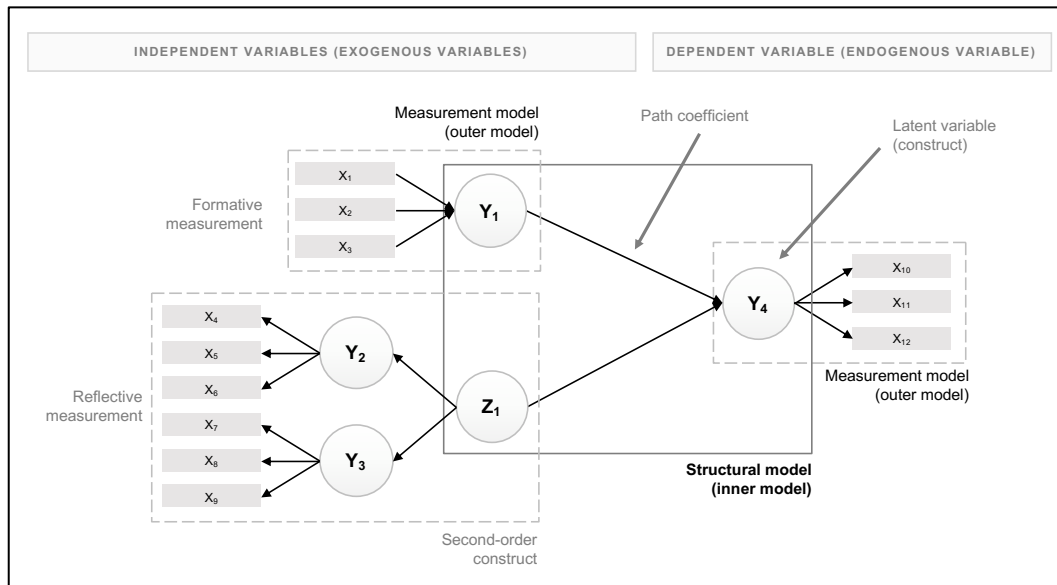 INDEPENDENT VARIABLES (EXOGENOUS VARIABLES)
DEPENDENT VARIABLE (ENDOGENOUS VARIABLE)
Measurement model
(outer model)
Path coefficient
Latent variable
(construct)
Formative
measurement
X₁
X₂
X₃
Y₁
Y₄
X₁₀
X₁₁
X₁₂
Measurement model
(outer model)
Reflective
measurement
X₄
X₅
X₆
X₇
X₈
X₉
Y₂
Y₃
Z₁
Structural model
(inner model)
Second-order
construct